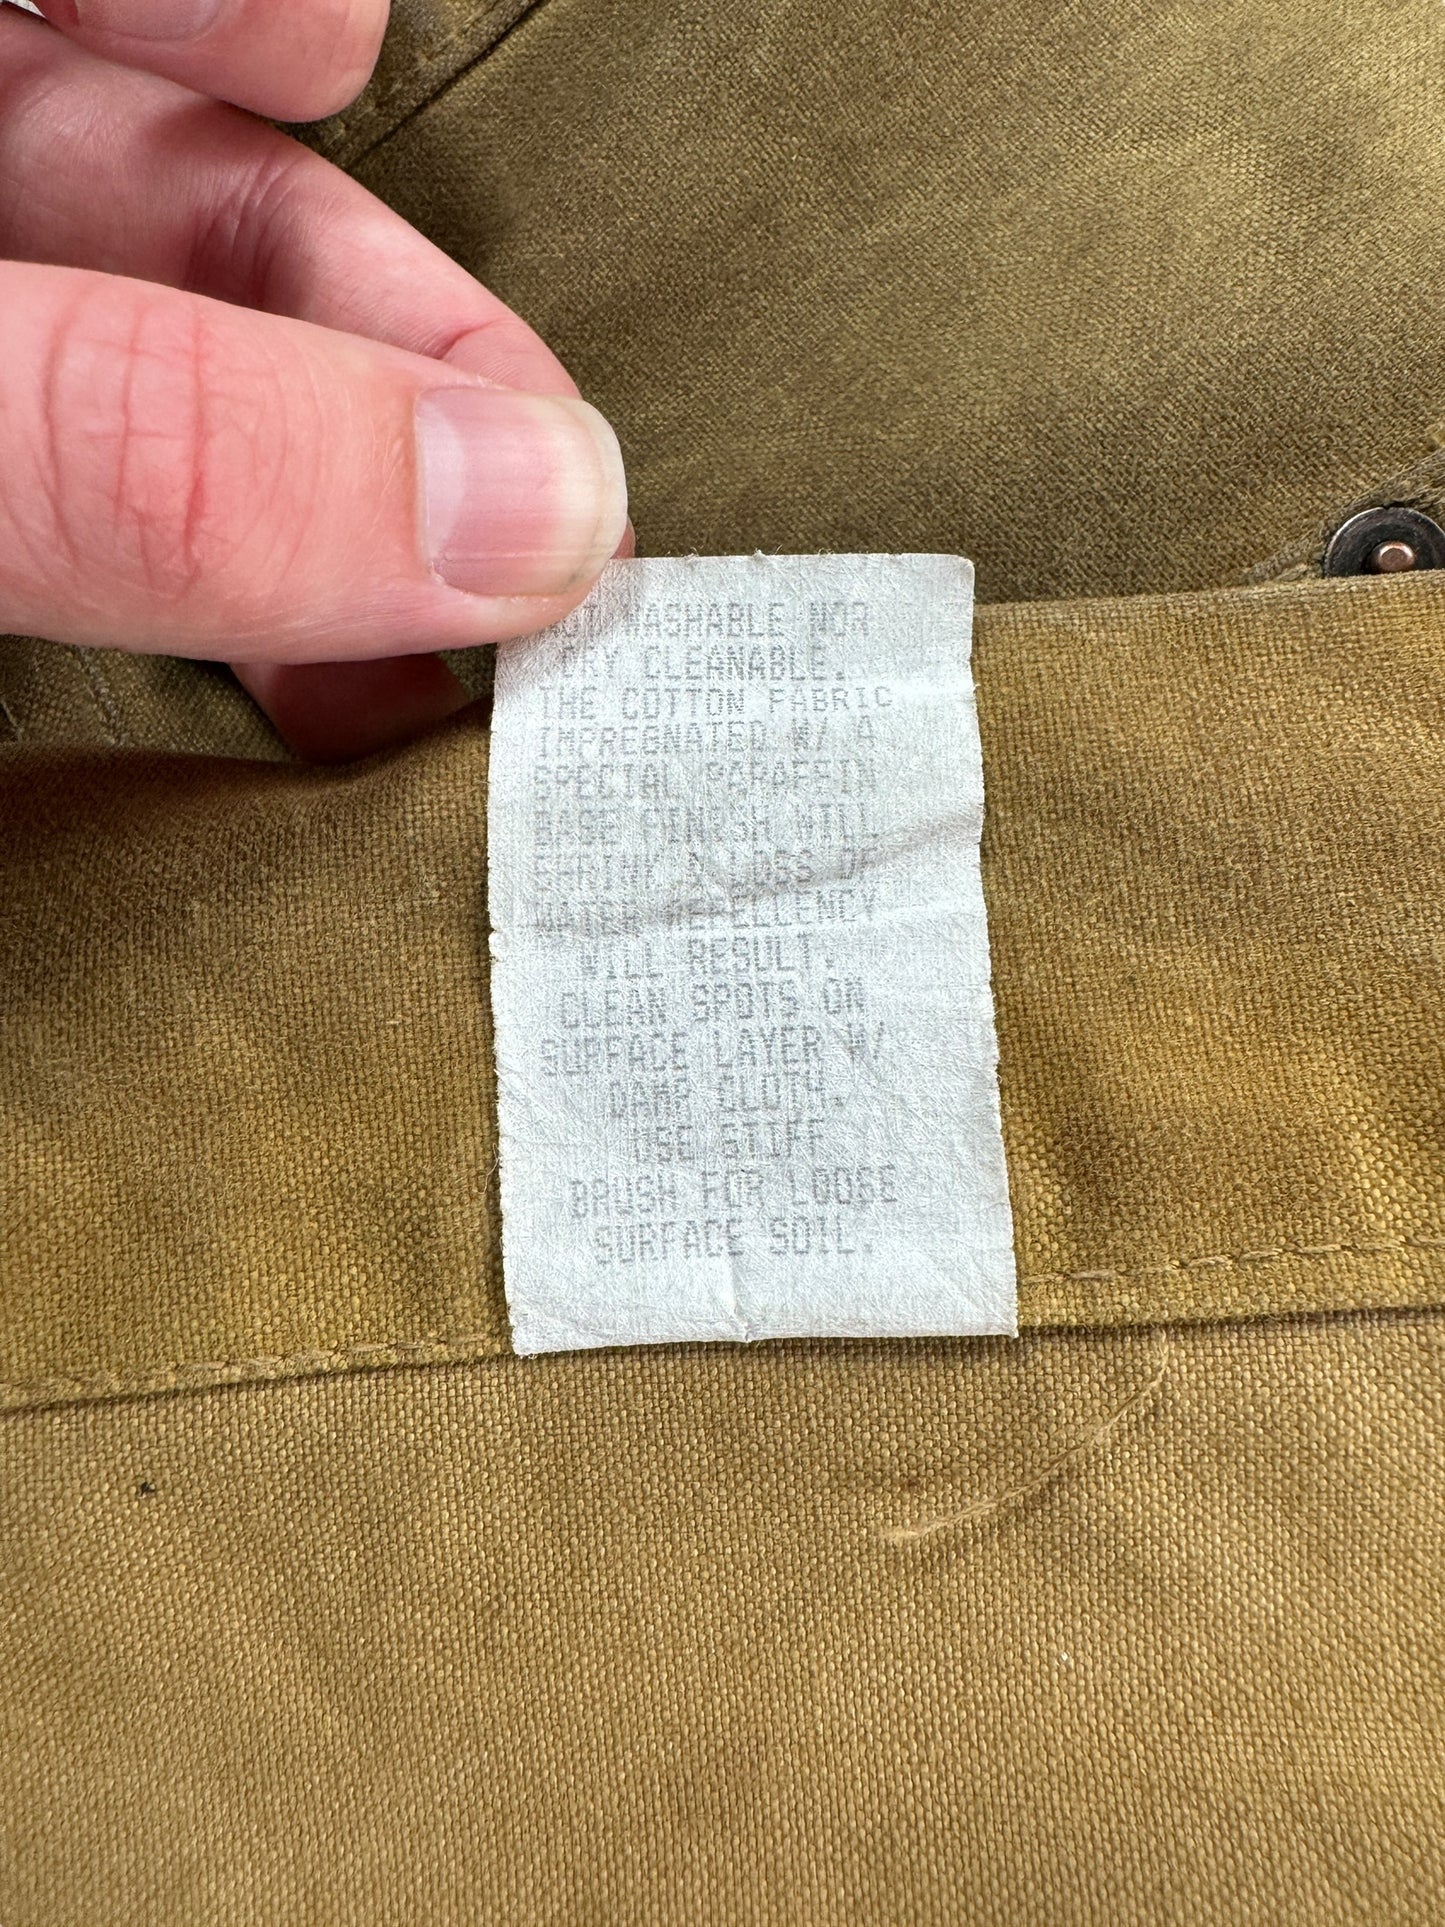 NOT WASHABLE NOR
DRY CLEANABLE.
THE COTTON FABRIC
IMPREGNATED W/ A
SPECIAL PARAFFIN
BASE FINISH WILL
SHRINK & LOSS OF
WATER REPELLENCY
WILL RESULT.
CLEAN SPOTS ON
SURFACE LAYER W/
DAMP CLOTH.
USE STIFF
BRUSH FOR LOOSE
SURFACE SOIL.